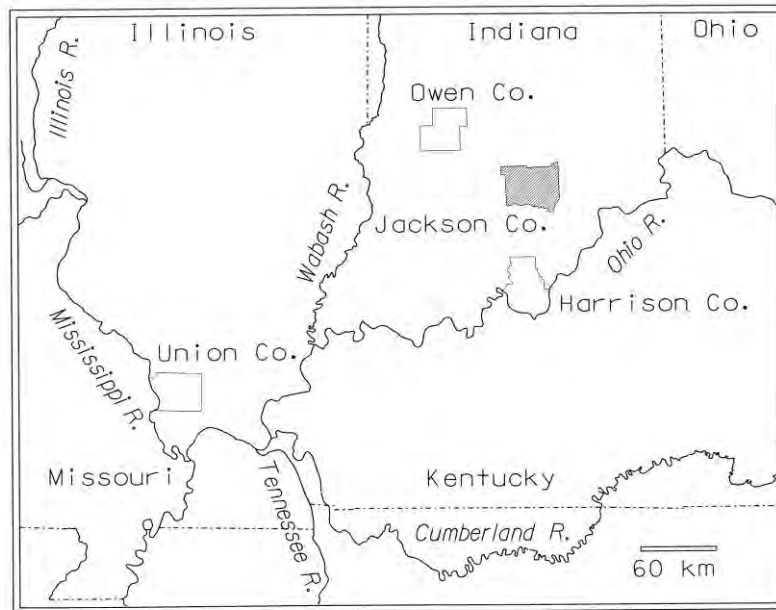 Illinois
Indiana
Ohio
Illinois R.
Owen Co.
Wabash R.
Jackson Co.
Ohio R.
Harrison Co.
Mississippi R.
Union Co.
Missouri
Tennessee R.
Kentucky
Cumberland R.
60 km